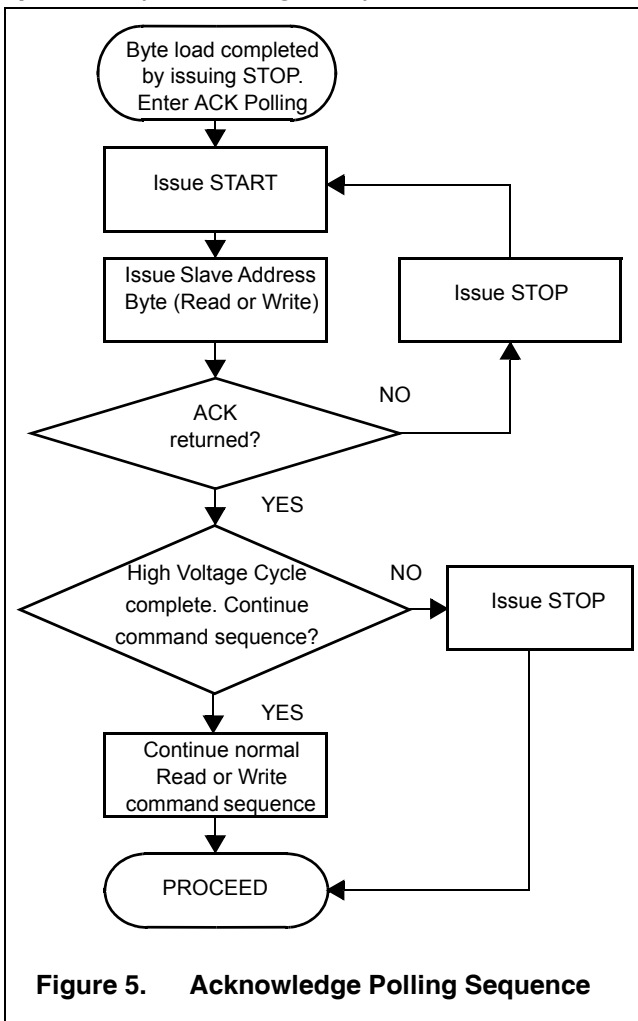 Byte load completed
by issuing STOP.
Enter ACK Polling
Issue START
Issue Slave Address
Byte (Read or Write)
Issue STOP
ACK
returned?
NO
YES
High Voltage Cycle
complete. Continue
command sequence?
NO
Issue STOP
YES
Continue normal
Read or Write
command sequence
PROCEED
Figure 5. Acknowledge Polling Sequence